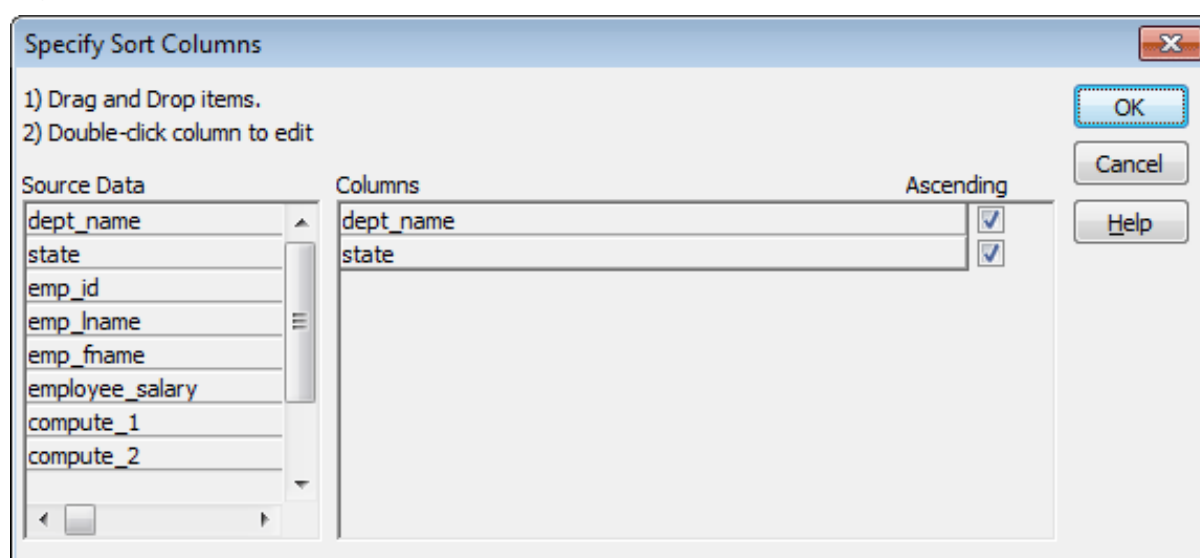 Specify Sort Columns
1) Drag and Drop items.
2) Double-click column to edit
OK
Cancel
Help
Source Data
dept_name
state
emp_id
emp_lname
emp_fname
employee_salary
compute_1
compute_2
Columns Ascending
dept_name
state